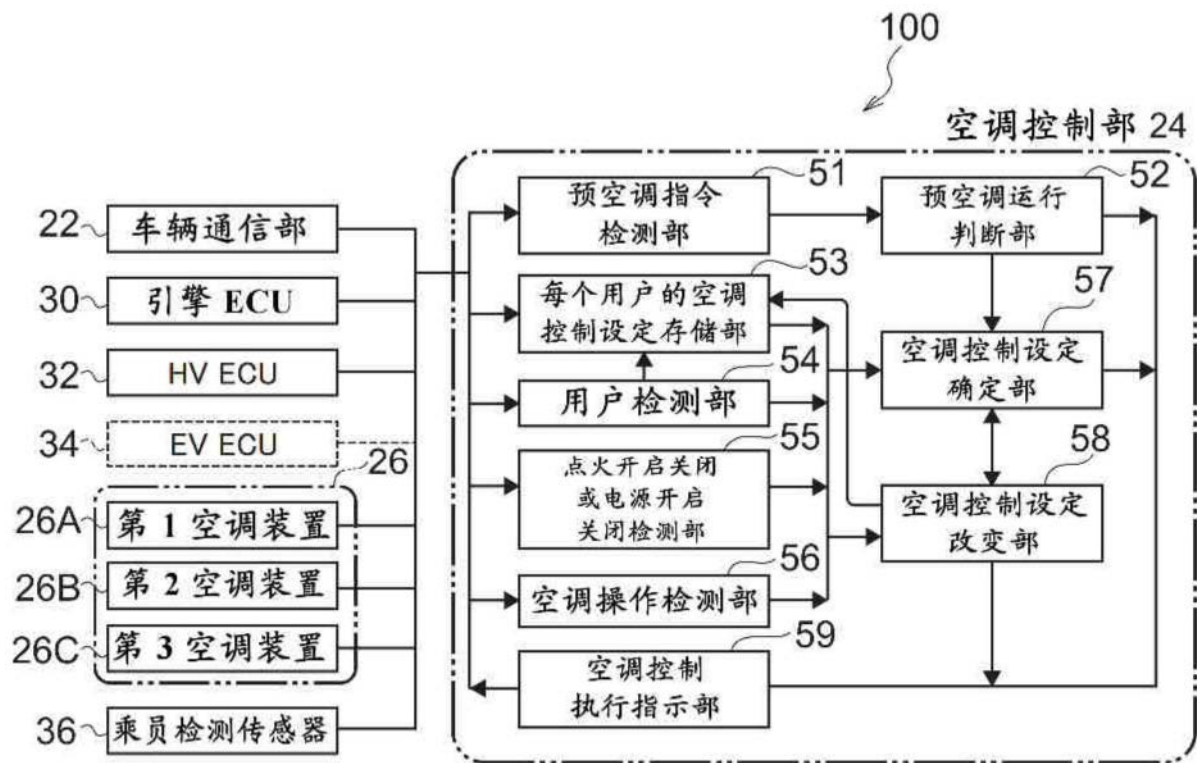 100
空调控制部 24
22
车辆通信部
30
引擎 ECU
32
HV ECU
34
EV ECU
26
26A
第 1 空调装置
26B
第 2 空调装置
26C
第 3 空调装置
36
乘员检测传感器
51
预空调指令
检测部
52
预空调运行
判断部
53
每个用户的空调
控制设定存储部
54
用户检测部
55
点火开启关闭
或电源开启
关闭检测部
56
空调操作检测部
57
空调控制设定
确定部
58
空调控制设定
改变部
59
空调控制
执行指示部